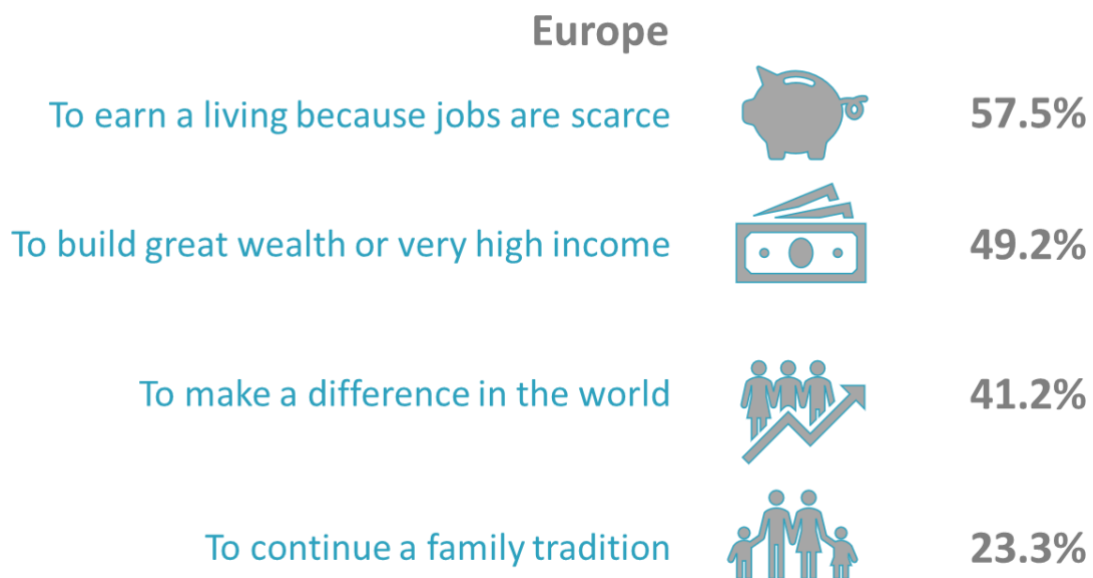 Europe
To earn a living because jobs are scarce 57.5%
To build great wealth or very high income 49.2%
To make a difference in the world 41.2%
To continue a family tradition 23.3%